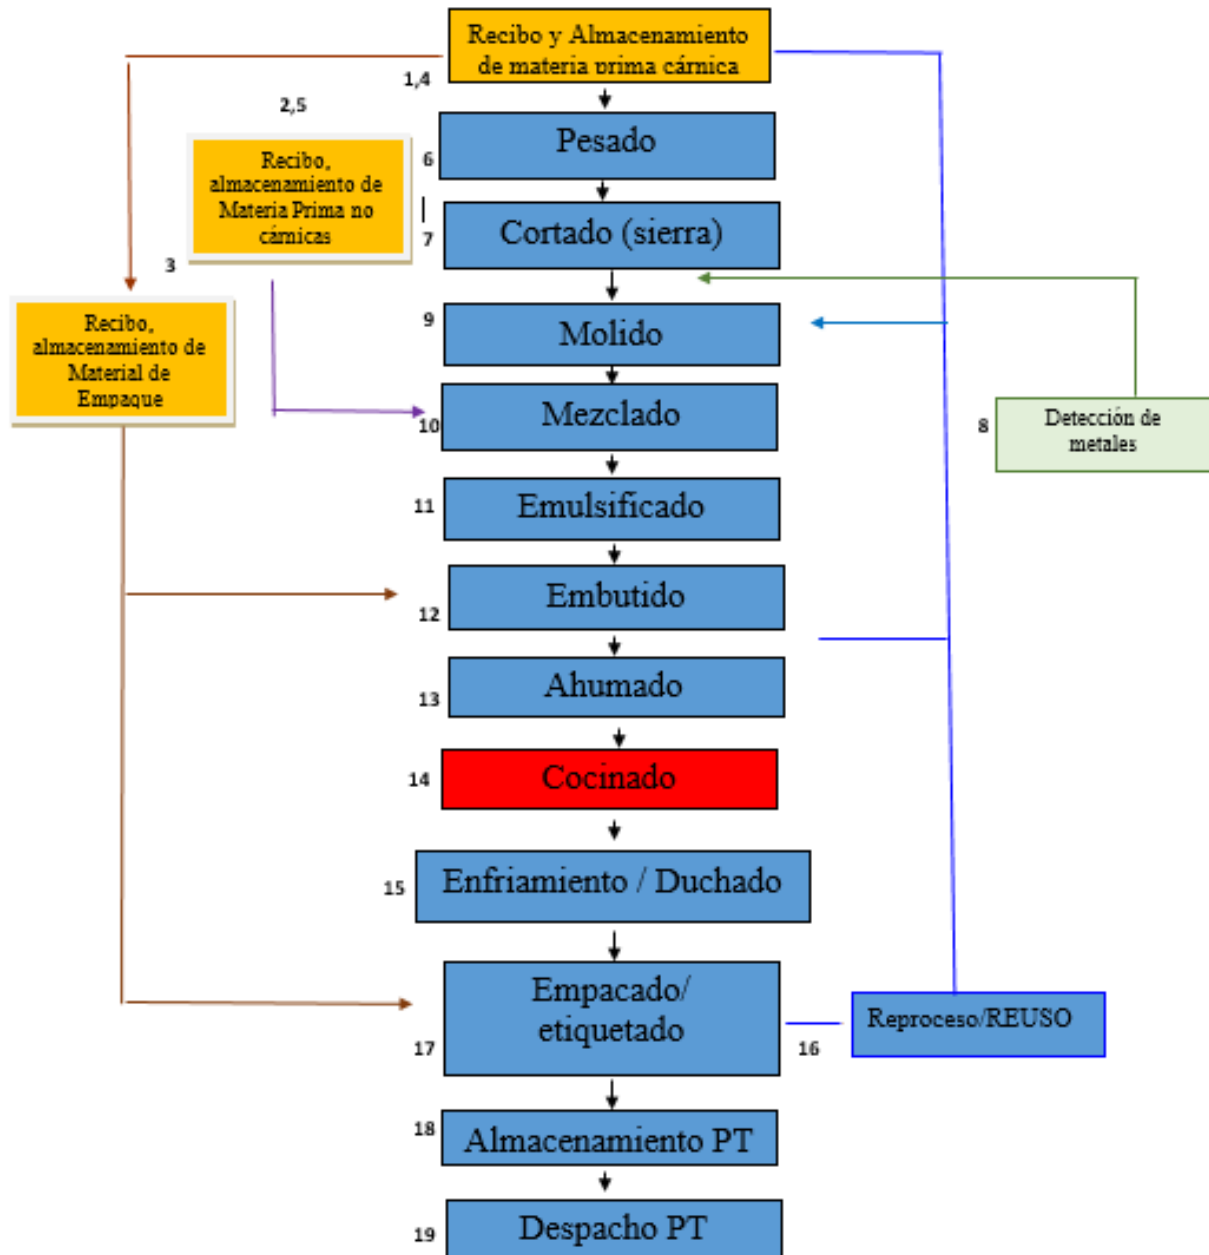 Recibo y Almacenamiento
de materia prima cárnica
1,4
2,5
Pesado
6
Recibo,
almacenamiento de
Materia Prima no
cárnicas
Cortado (sierra)
7
3
Recibo,
almacenamiento de
Material de
Empaque
9
Molido
Mezclado
10
8
Detección de
metales
11
Emulsificado
Embutido
12
Ahumado
13
14
Cocinado
15
Enfriamiento / Duchado
Empacado/
etiquetado
17
16
Reproceso/REUSO
18
Almacenamiento PT
19
Despacho PT